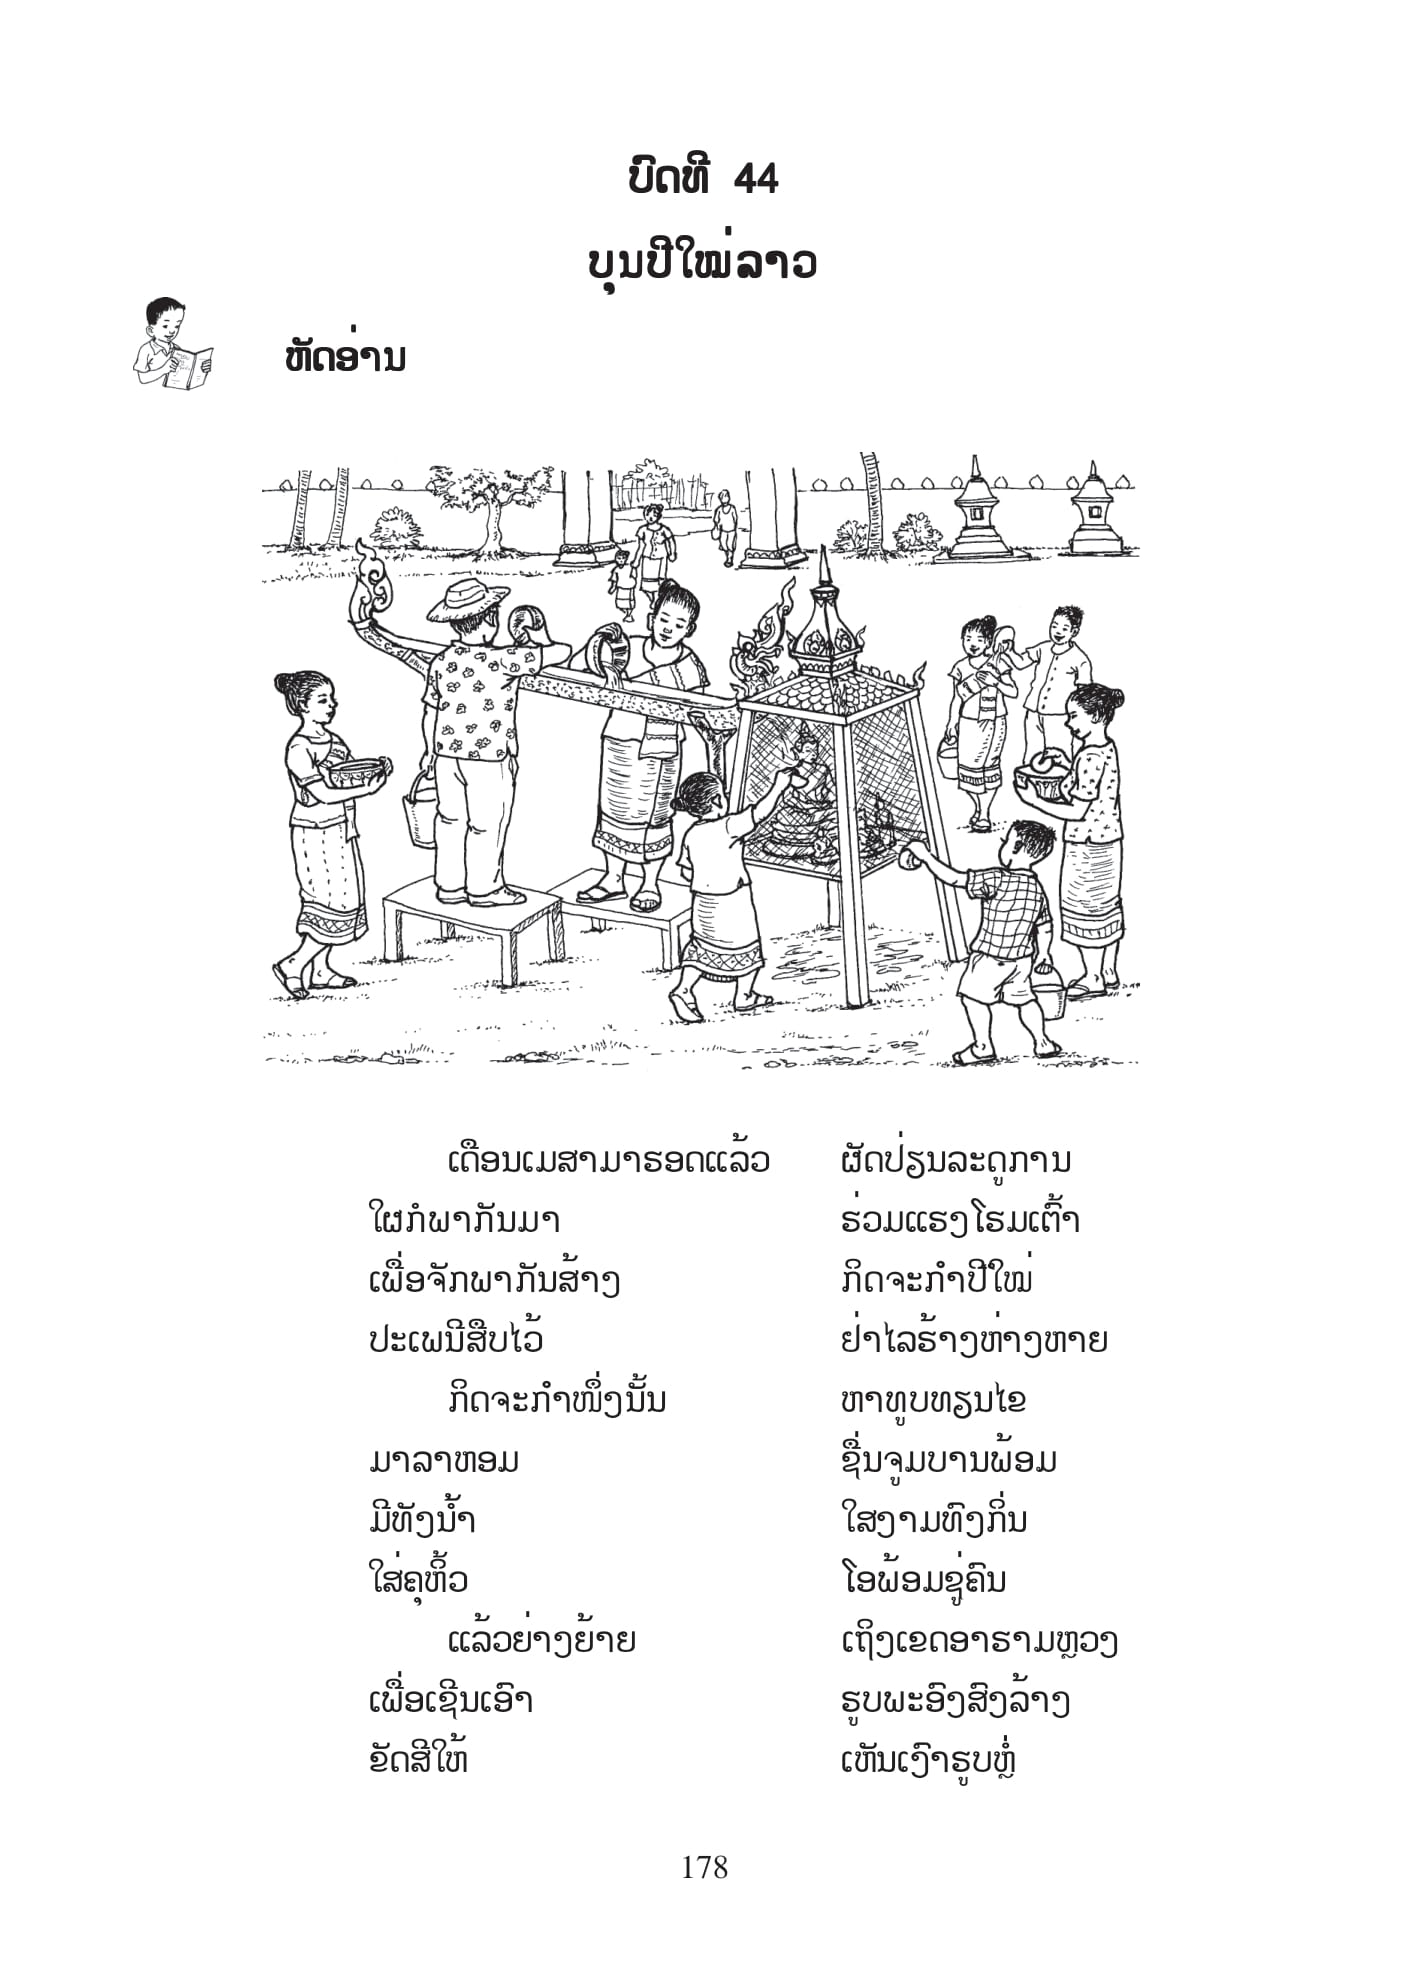 ບົດທີ 44
ບຸນປີໃໝ່ລາວ
ຫັດອ່ານ
ເດືອນເມສາມາຮອດແລ້ວ ຜັດປ່ຽນລະດູການ
ໃຜກໍພາກັນມາ ຮ່ວມແຮງໂຮມເຕົ້າ
ເພື່ອຈັກພາກັນສ້າງ ກິດຈະກຳປີໃໝ່
ປະເພນີສືບໄວ້ ຢ່າໄລຮ້າງຫ່າງຫາຍ
ກິດຈະກຳໜຶ່ງນັ້ນ ຫາທູບທຽນໄຂ
ມາລາຫອມ ຊື່ນຈູມບານພ້ອມ
ມີທັງນ້ຳ ໃສງາມທົງກິ່ນ
ໃສ່ຄຸຫິ້ວ ໂອພ້ອມຊູ່ຄົນ
ແລ້ວຍ່າງຍ້າຍ ເຖິງເຂດອາຮາມຫຼວງ
ເພື່ອເຊີນເອົາ ຮູບພະອົງສົງລ້າງ
ຂັດສີໃຫ້ ເຫັນເງົາຮູບຫຼໍ່
178